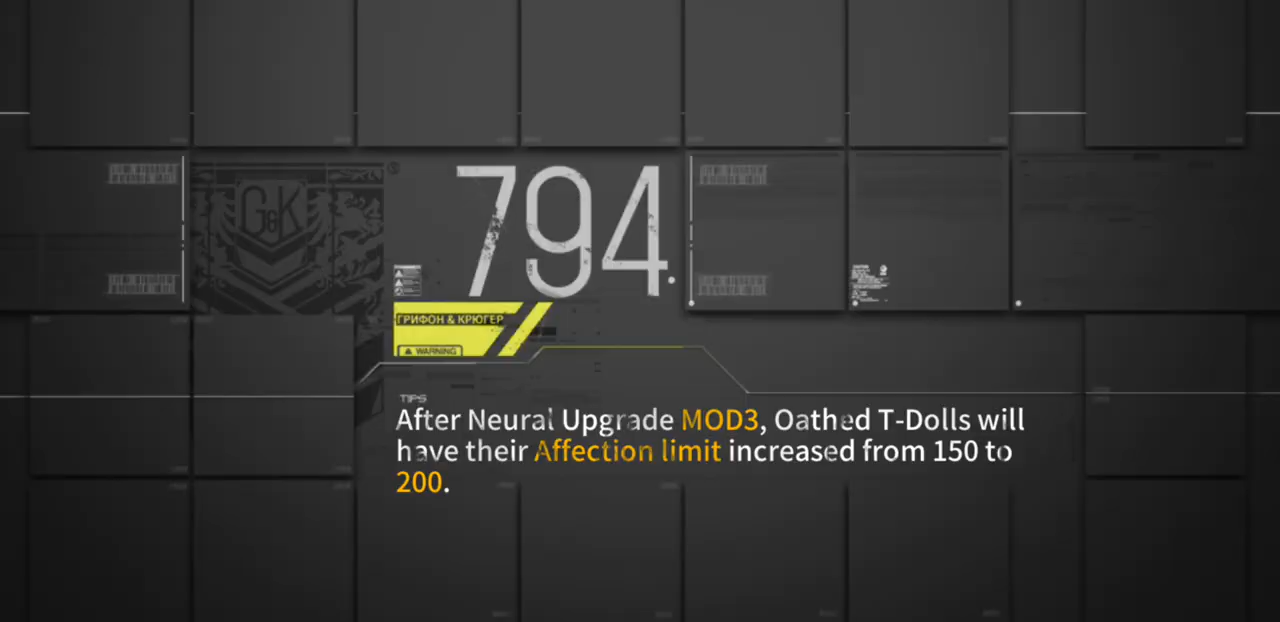 G&K
794.
ГРИФОН & КРЮГЕР
WARNING
TIPS
After Neural Upgrade MOD3, Oathed T-Dolls will
have their Affection limit increased from 150 to
200.